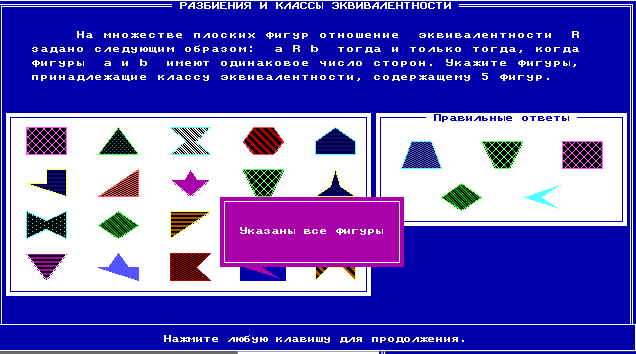 РАЗБИЕНИЯ И КЛАССЫ ЭКВИВАЛЕНТНОСТИ
На множестве плоских фигур отношение эквивалентности R
задано следующим образом: a R b тогда и только тогда, когда
фигуры a и b имеют одинаковое число сторон. Укажите фигуры,
принадлежащие классу эквивалентности, содержащему 5 фигур.
Правильные ответы
Указаны все фигуры
Нажмите любую клавишу для продолжения.